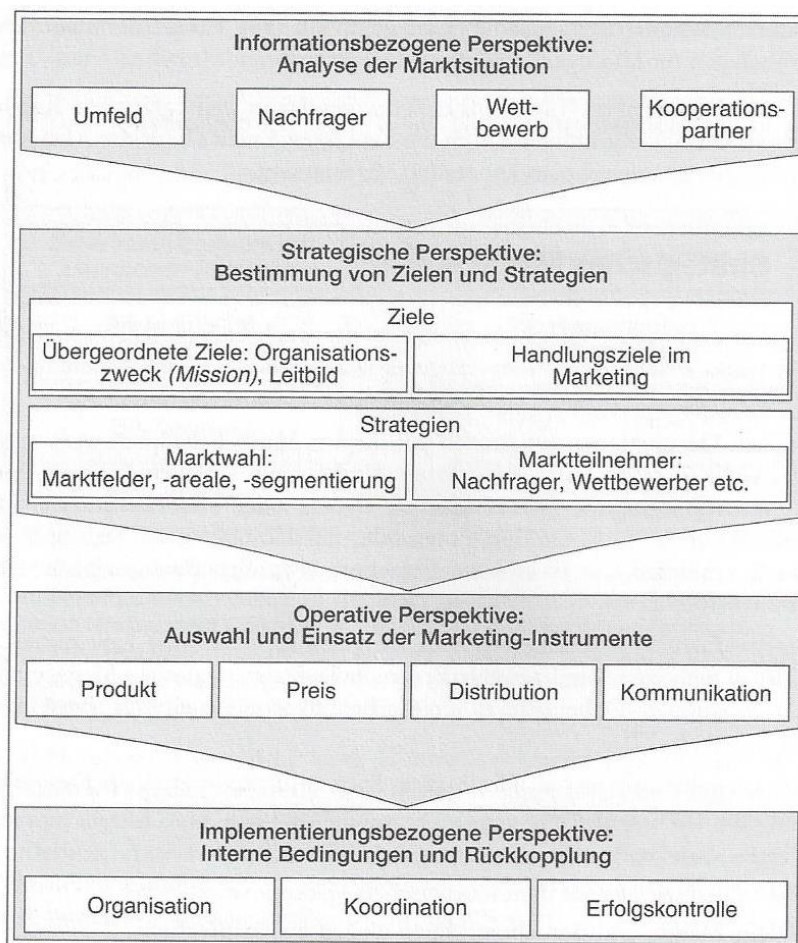 Informationsbezogene Perspektive:
Analyse der Marktsituation
Umfeld
Nachfrager
Wett-
bewerb
Kooperations-
partner
Strategische Perspektive:
Bestimmung von Zielen und Strategien
Ziele
Übergeordnete Ziele: Organisations-
zweck (Mission), Leitbild
Handlungsziele im
Marketing
Strategien
Marktwahl:
Marktfelder, -areale, -segmentierung
Marktteilnehmer:
Nachfrager, Wettbewerber etc.
Operative Perspektive:
Auswahl und Einsatz der Marketing-Instrumente
Produkt
Preis
Distribution
Kommunikation
Implementierungsbezogene Perspektive:
Interne Bedingungen und Rückkopplung
Organisation
Koordination
Erfolgskontrolle